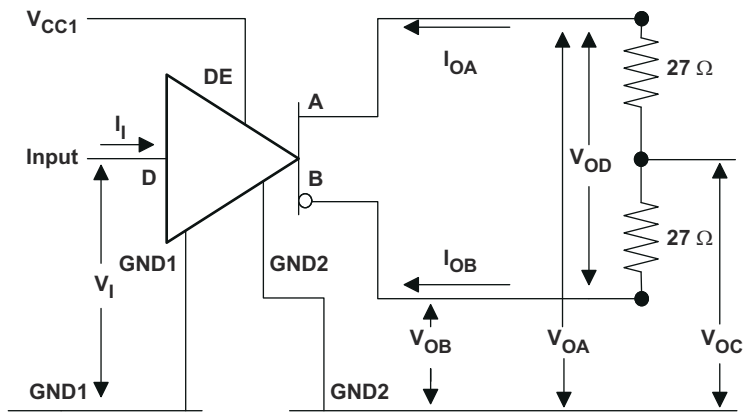 VCC1
DE
A
IOA
27 Ω
II
Input
D
B
VOD
GND1
GND2
IOB
27 Ω
VI
VOB
VOA
VOC
GND1
GND2